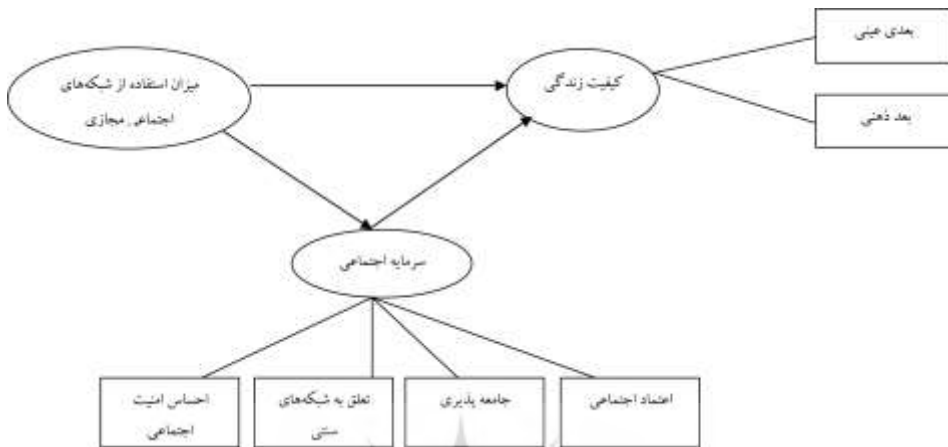 بعدی عینی
میزان استفاده از شبکه‌های
اجتماعی مجازی
کیفیت زندگی
بعد ذهنی
سرمایه اجتماعی
اعتماد اجتماعی
جامعه پذیری
تعلق به شبکه‌های
سنتی
احساس امنیت
اجتماعی